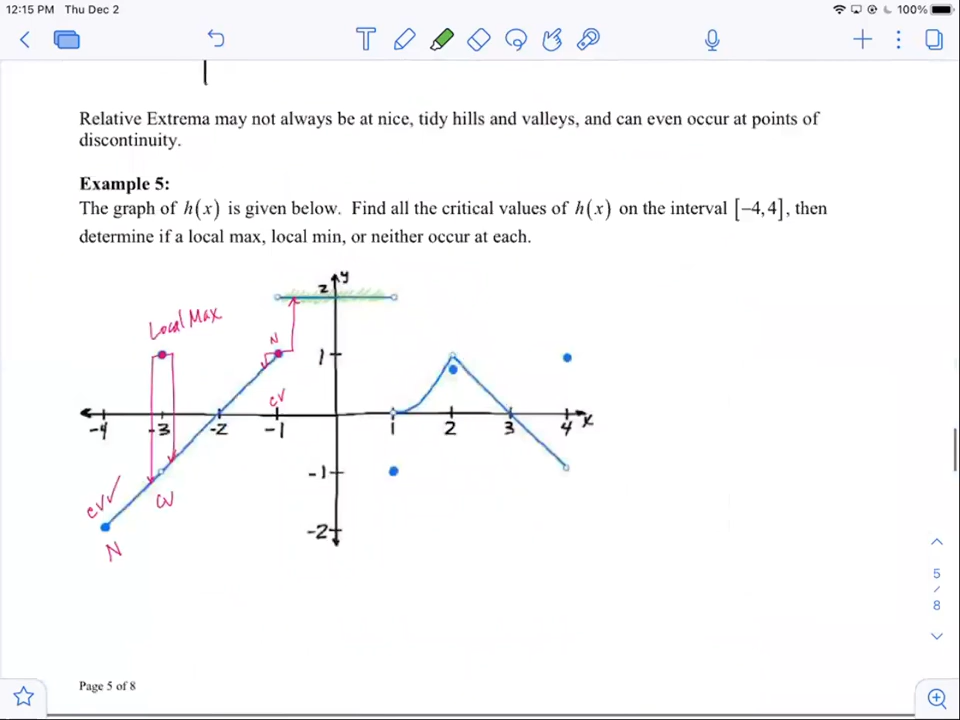 12:15 PM Thu Dec 2
100%
T
Relative Extrema may not always be at nice, tidy hills and valleys, and can even occur at points of
discontinuity.
Example 5:
The graph of h(x) is given below. Find all the critical values of h(x) on the interval [−4,4], then
determine if a local max, local min, or neither occur at each.
y
2
Local Max
N
1
CV
-4 -3 -2 -1 1 2 3 4 x
-1
CV ✓
CV
-2
N
5
/
8
Page 5 of 8